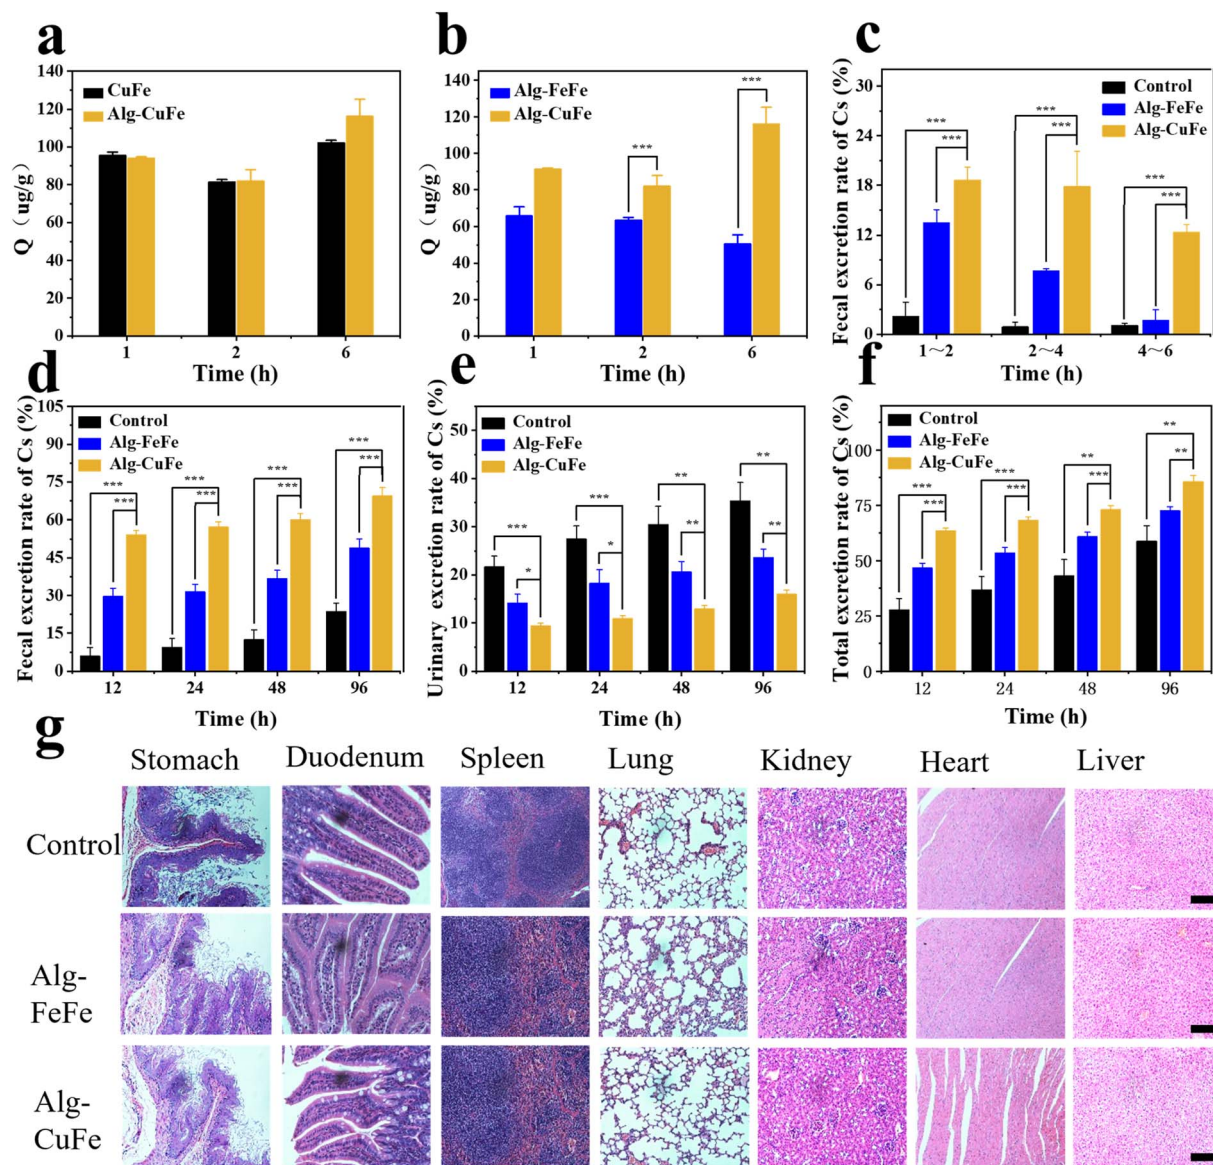 a
140
120
100
80
60
40
20
0
Q (ug/g)
CuFe
Alg-CuFe
1 2 6
Time (h)
b
140
120
100
80
60
40
20
0
Q (ug/g)
Alg-FeFe
Alg-CuFe
***
***
1 2 6
Time (h)
c
30
24
18
12
6
0
Fecal excretion rate of Cs (%)
Control
Alg-FeFe
Alg-CuFe
***
***
***
***
***
***
1~2 2~4 4~6
Time (h)
d
105
90
75
60
45
30
15
0
Fecal excretion rate of Cs (%)
Control
Alg-FeFe
Alg-CuFe
***
***
***
***
***
***
***
***
12 24 48 96
Time (h)
e
50
40
30
20
10
0
Urinary excretion rate of Cs (%)
Control
Alg-FeFe
Alg-CuFe
***
*
***
*
**
**
**
**
12 24 48 96
Time (h)
f
100
75
50
25
0
Total excretion rate of Cs (%)
Control
Alg-FeFe
Alg-CuFe
***
***
***
***
**
***
**
**
12 24 48 96
Time (h)
g
Stomach Duodenum Spleen Lung Kidney Heart Liver
Control
Alg-
FeFe
Alg-
CuFe